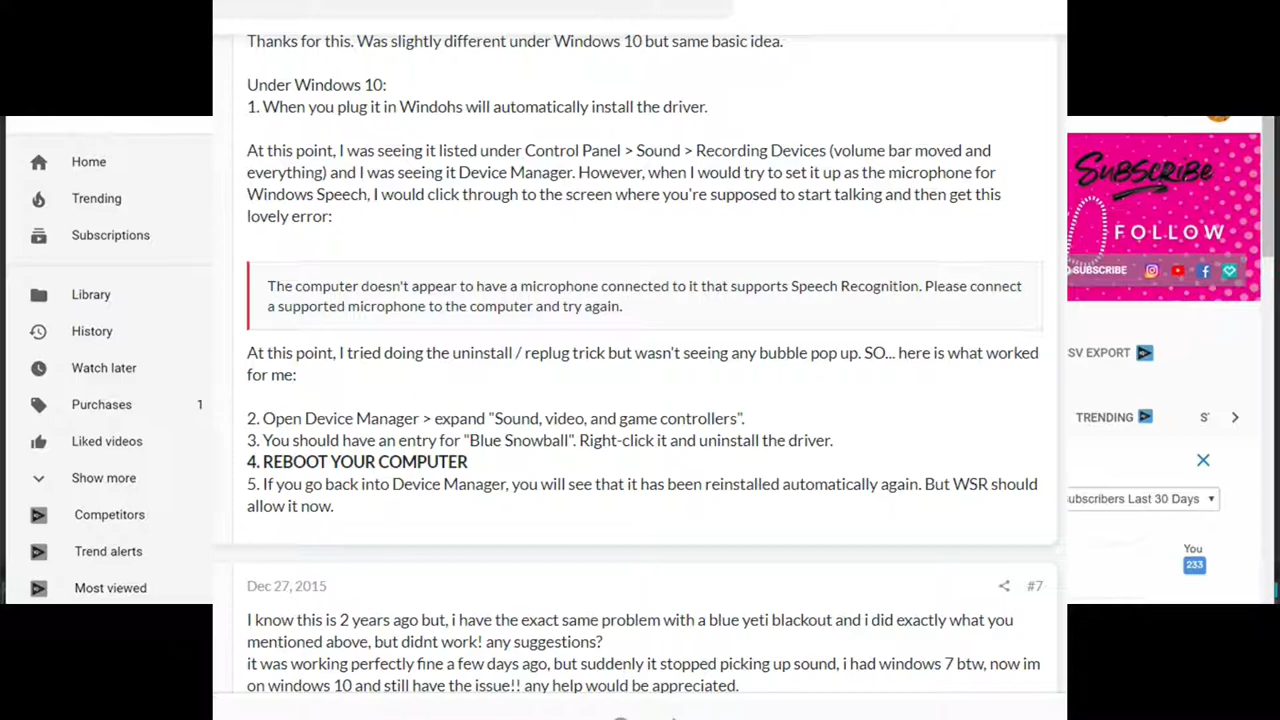 Thanks for this. Was slightly different under Windows 10 but same basic idea.
Under Windows 10:
1. When you plug it in Windohs will automatically install the driver.
At this point, I was seeing it listed under Control Panel > Sound > Recording Devices (volume bar moved and
everything) and I was seeing it Device Manager. However, when I would try to set it up as the microphone for
Windows Speech, I would click through to the screen where you're supposed to start talking and then get this
lovely error:
The computer doesn't appear to have a microphone connected to it that supports Speech Recognition. Please connect
a supported microphone to the computer and try again.
At this point, I tried doing the uninstall / replug trick but wasn't seeing any bubble pop up. SO... here is what worked
for me:
2. Open Device Manager > expand "Sound, video, and game controllers".
3. You should have an entry for "Blue Snowball". Right-click it and uninstall the driver.
4. REBOOT YOUR COMPUTER
5. If you go back into Device Manager, you will see that it has been reinstalled automatically again. But WSR should
allow it now.
Dec 27, 2015
#7
I know this is 2 years ago but, i have the exact same problem with a blue yeti blackout and i did exactly what you
mentioned above, but didnt work! any suggestions?
it was working perfectly fine a few days ago, but suddenly it stopped picking up sound, i had windows 7 btw, now im
on windows 10 and still have the issue!! any help would be appreciated.
Home
Trending
Subscriptions
Library
History
Watch later
Purchases 1
Liked videos
Show more
Competitors
Trend alerts
Most viewed
SUBSCRIBE
FOLLOW
SUBSCRIBE
SV EXPORT
TRENDING
ubscribers Last 30 Days
You
233